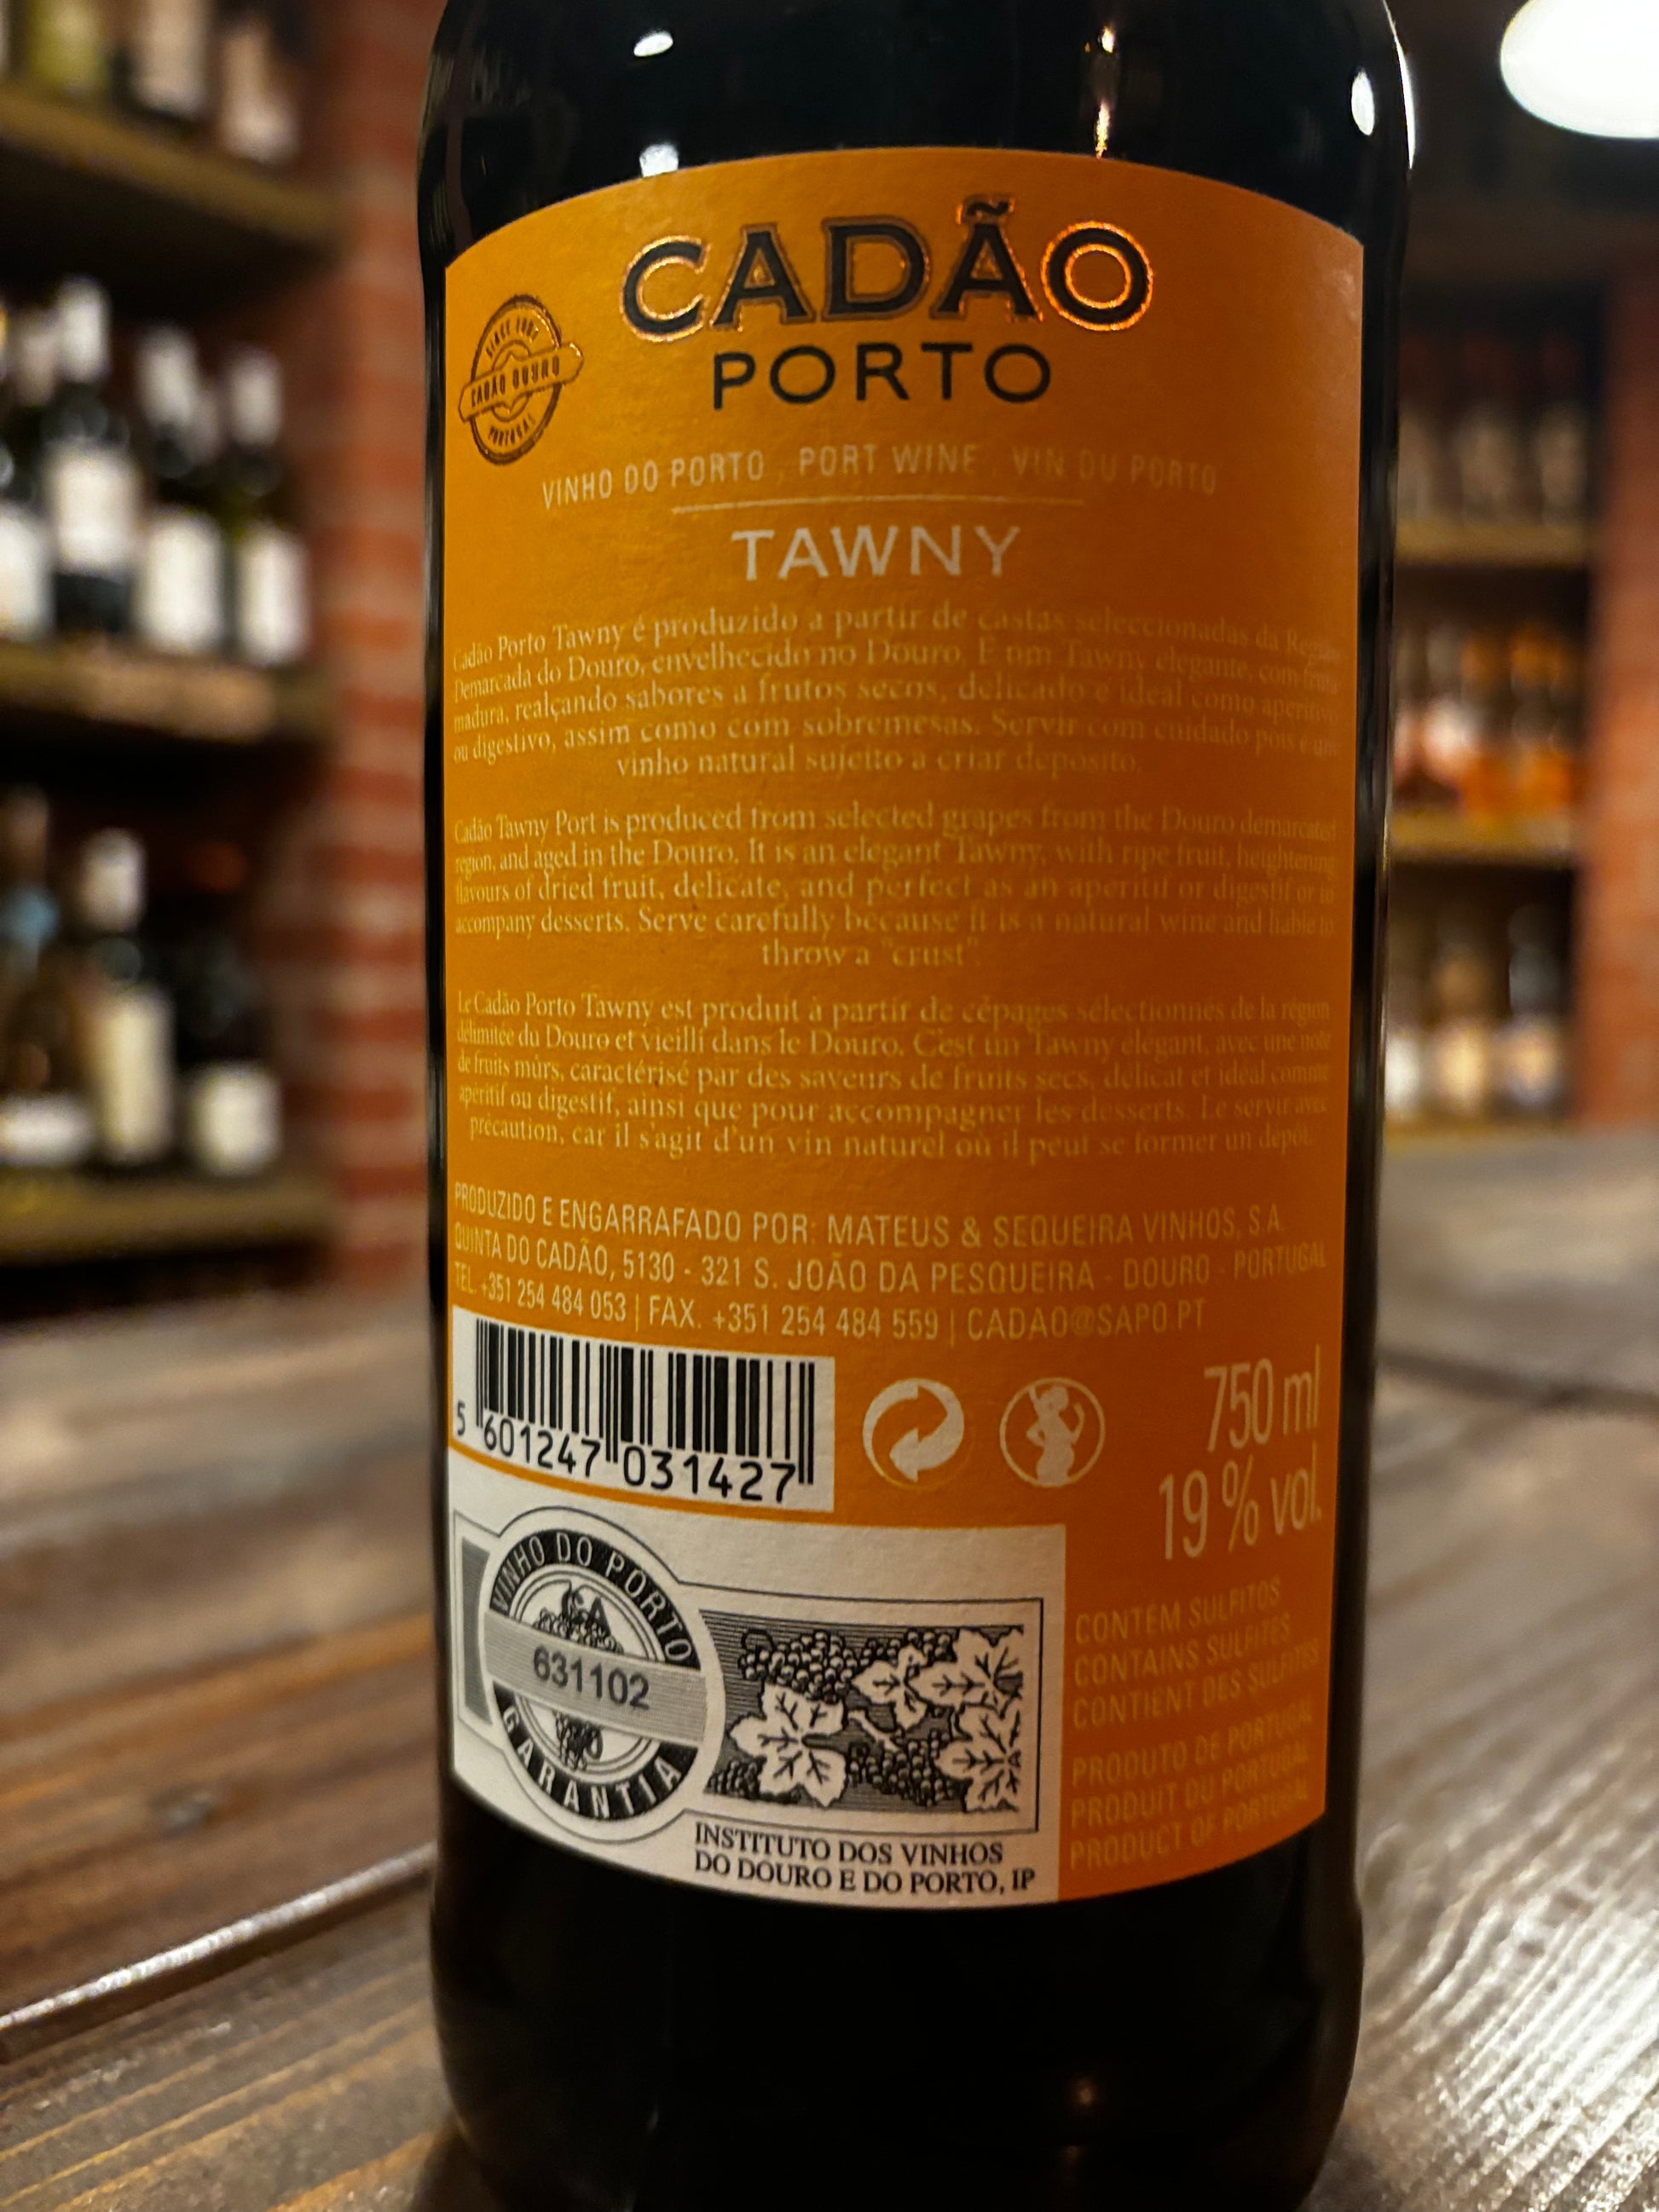 CADÃO
PORTO
CADÃO DOURO
PORTUGAL
VINHO DO PORTO . PORT WINE . VIN DU PORTO
TAWNY
Cadão Porto Tawny é produzido a partir de castas seleccionadas da
Demarcada do Douro, envelhecido no Douro. É um Tawny elegante, com fruta
madura, realçando sabores a frutos secos, delicado e ideal como aperitivo
ou digestivo, assim como com sobremesas. Servir com cuidado pois é um
vinho natural sujeito a criar depósito.
Cadão Tawny Port is produced from selected grapes from the Douro demarcated
region, and aged in the Douro. It is an elegant Tawny, with ripe fruit, heightening
flavours of dried fruit, delicate, and perfect as an aperitif or digestif or to
accompany desserts. Serve carefully because it is a natural wine and liable to
throw a "crust".
Le Cadão Porto Tawny est produit à partir de cépages sélectionnés de la région
délimitée du Douro et vieilli dans le Douro. C'est un Tawny élégant, avec une note
de fruits mûrs, caractérisé par des saveurs de fruits secs, délicat et idéal comme
apéritif ou digestif, ainsi que pour accompagner les desserts. Le servir avec
précaution, car il s'agit d'un vin naturel où il peut se former un dépôt.
PRODUZIDO E ENGARRAFADO POR: MATEUS & SEQUEIRA VINHOS, S.A.
QUINTA DO CADÃO, 5130 - 321 S. JOÃO DA PESQUEIRA - DOURO - PORTUGAL
TEL. +351 254 484 053 | FAX. +351 254 484 559 | CADAO@SAPO.PT
5 601247 031427
750 ml
19 % vol.
VINHO DO PORTO
631102
GARANTIA
INSTITUTO DOS VINHOS
DO DOURO E DO PORTO, IP
CONTÉM SULFITOS
CONTAINS SULFITES
CONTIENT DES SULFITES
PRODUTO DE PORTUGAL
PRODUIT DU PORTUGAL
PRODUCT OF PORTUGAL